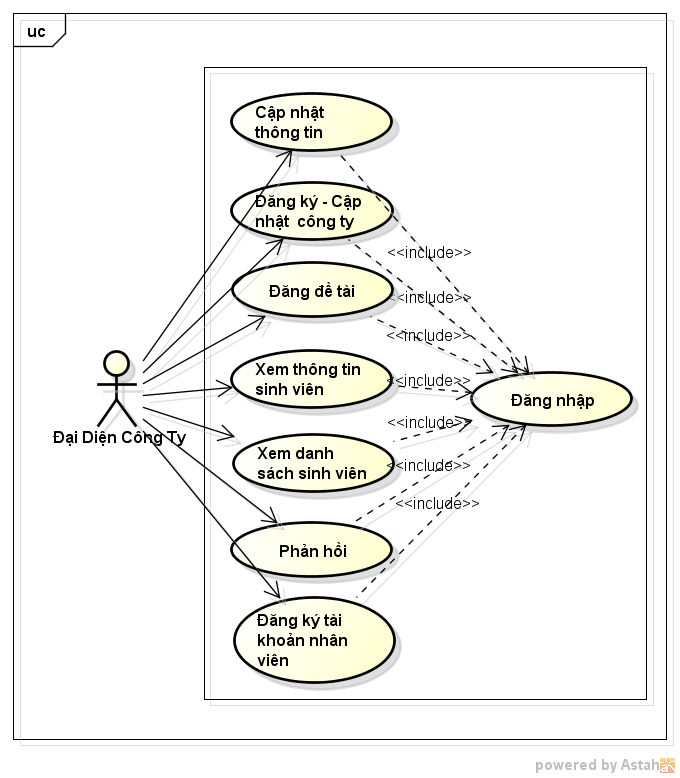 uc
Cập nhật
thông tin
Đăng ký - Cập
nhật công ty
<<include>>
Đăng đề tài
<<include>>
<<include>>
Xem thông tin
sinh viên
<<include>>
Đăng nhập
Đại Diện Công Ty
<<include>>
Xem danh
sách sinh viên
<<include>>
<<include>>
Phản hồi
Đăng ký tài
khoản nhân
viên
powered by Astah